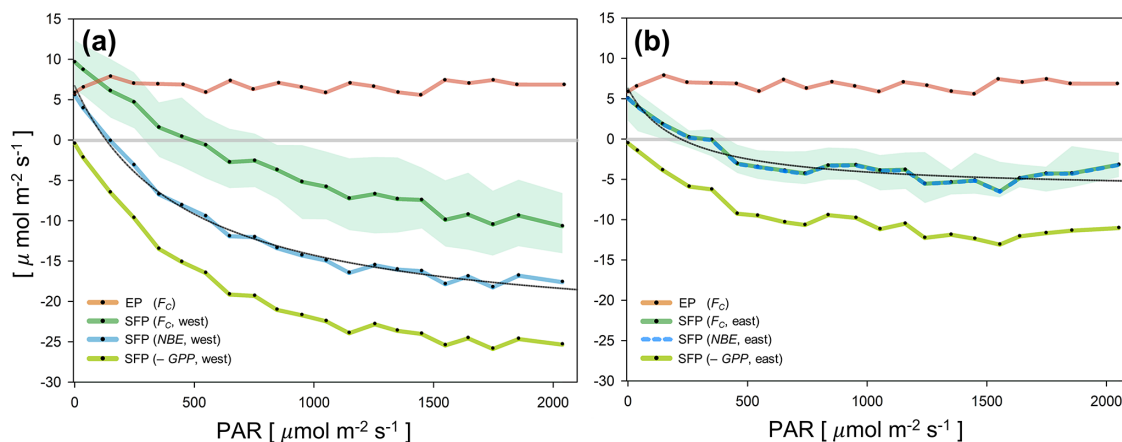 (a)
[ μ mol m⁻² s⁻¹ ]
15
10
5
0
-5
-10
-15
-20
-25
-30
EP (F_C)
SFP (F_C, west)
SFP (NBE, west)
SFP (– GPP, west)
0
500
1000
1500
2000
PAR [ μmol m⁻² s⁻¹ ]
(b)
15
10
5
0
-5
-10
-15
-20
-25
-30
EP (F_C)
SFP (F_C, east)
SFP (NBE, east)
SFP (– GPP, east)
0
500
1000
1500
2000
PAR [ μmol m⁻² s⁻¹ ]